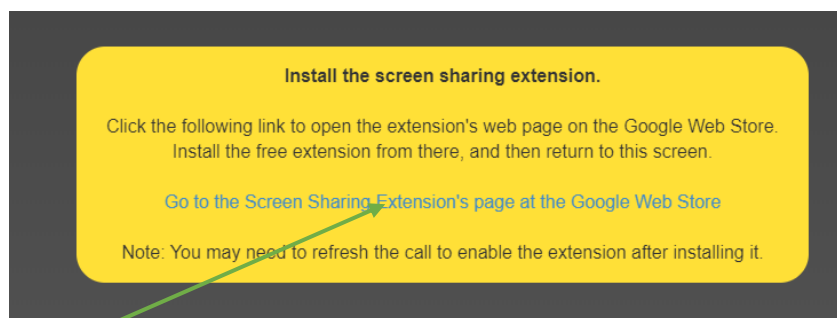 Install the screen sharing extension.
Click the following link to open the extension's web page on the Google Web Store.
Install the free extension from there, and then return to this screen.
Go to the Screen Sharing Extension's page at the Google Web Store
Note: You may need to refresh the call to enable the extension after installing it.